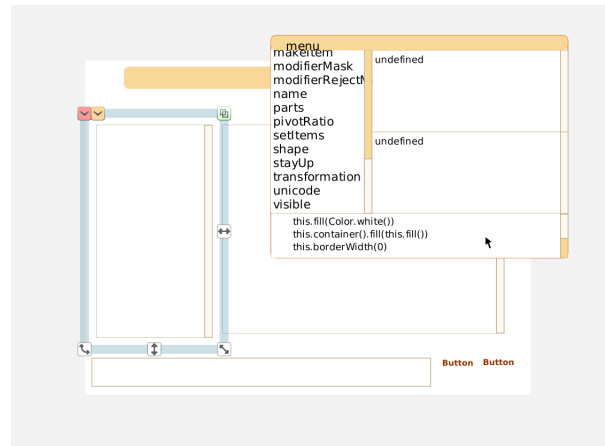 menu
makeItem
modifierMask
modifierRejectM
name
parts
pivotRatio
setItems
shape
stayUp
transformation
unicode
visible
undefined
undefined
this.fill(Color.white())
this.container().fill(this.fill())
this.borderWidth(0)
Button
Button